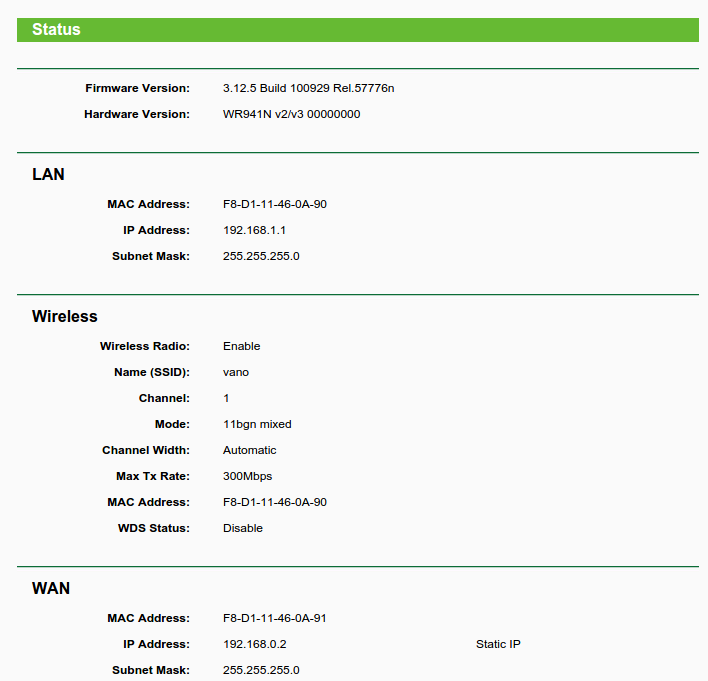 Status
Firmware Version: 3.12.5 Build 100929 Rel.57776n
Hardware Version: WR941N v2/v3 00000000
LAN
MAC Address: F8-D1-11-46-0A-90
IP Address: 192.168.1.1
Subnet Mask: 255.255.255.0
Wireless
Wireless Radio: Enable
Name (SSID): vano
Channel: 1
Mode: 11bgn mixed
Channel Width: Automatic
Max Tx Rate: 300Mbps
MAC Address: F8-D1-11-46-0A-90
WDS Status: Disable
WAN
MAC Address: F8-D1-11-46-0A-91
IP Address: 192.168.0.2 Static IP
Subnet Mask: 255.255.255.0